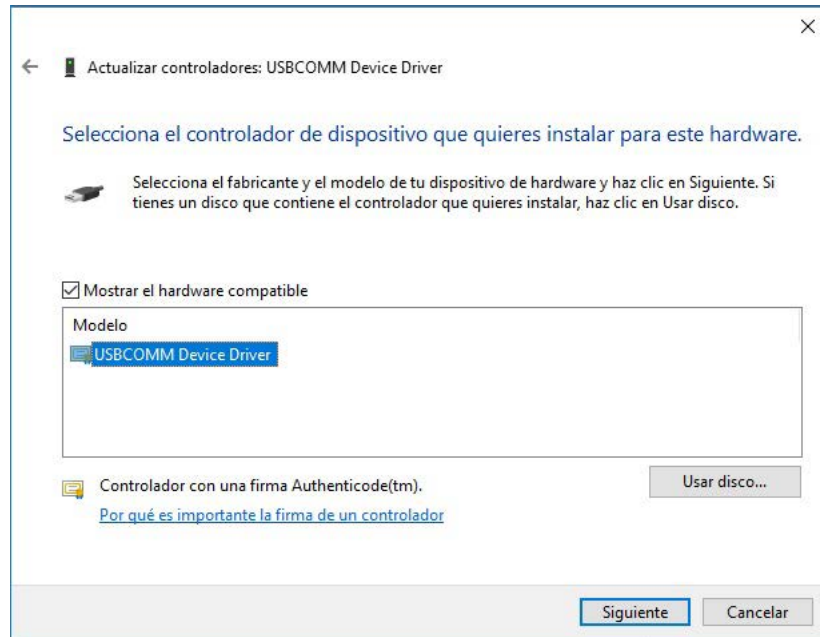 Actualizar controladores: USBCOMM Device Driver
Selecciona el controlador de dispositivo que quieres instalar para este hardware.
Selecciona el fabricante y el modelo de tu dispositivo de hardware y haz clic en Siguiente. Si
tienes un disco que contiene el controlador que quieres instalar, haz clic en Usar disco.
Mostrar el hardware compatible
Modelo
USBCOMM Device Driver
Controlador con una firma Authenticode(tm).
Usar disco...
Por qué es importante la firma de un controlador
Siguiente
Cancelar